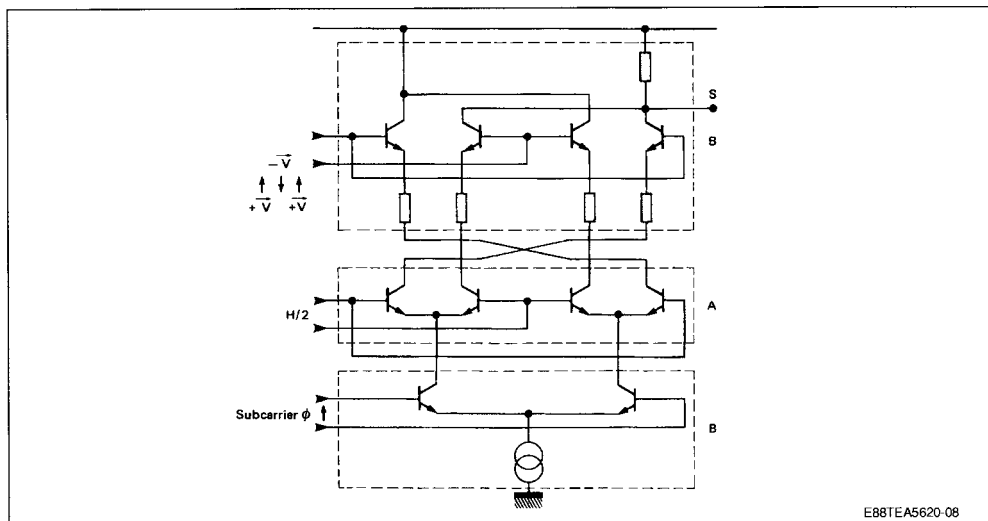 S
B
−V
+V +V
H/2
A
Subcarrier ϕ
B
E88TEA5620-08